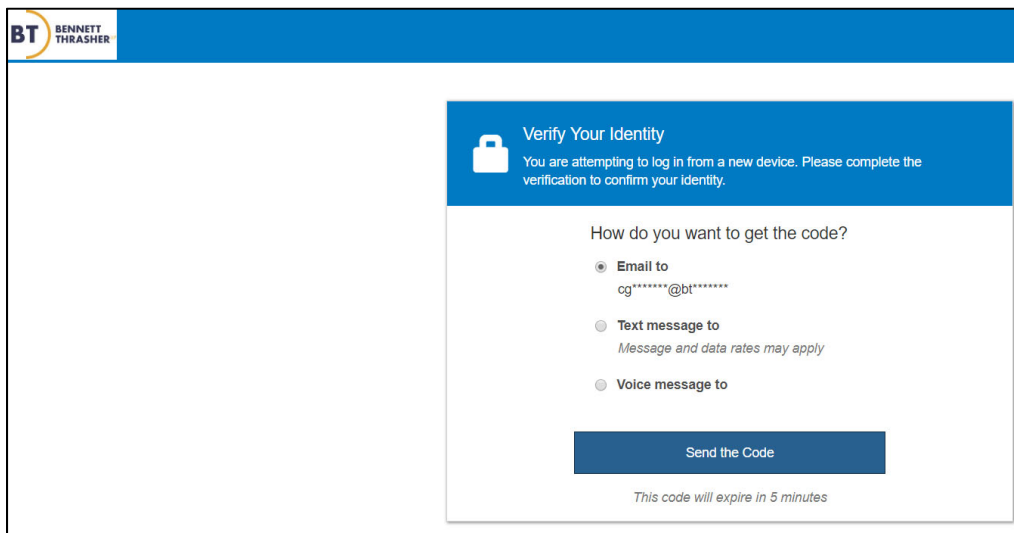 BT BENNETT
THRASHER
Verify Your Identity
You are attempting to log in from a new device. Please complete the
verification to confirm your identity.
How do you want to get the code?
Email to
cg*******@bt*******
Text message to
Message and data rates may apply
Voice message to
Send the Code
This code will expire in 5 minutes